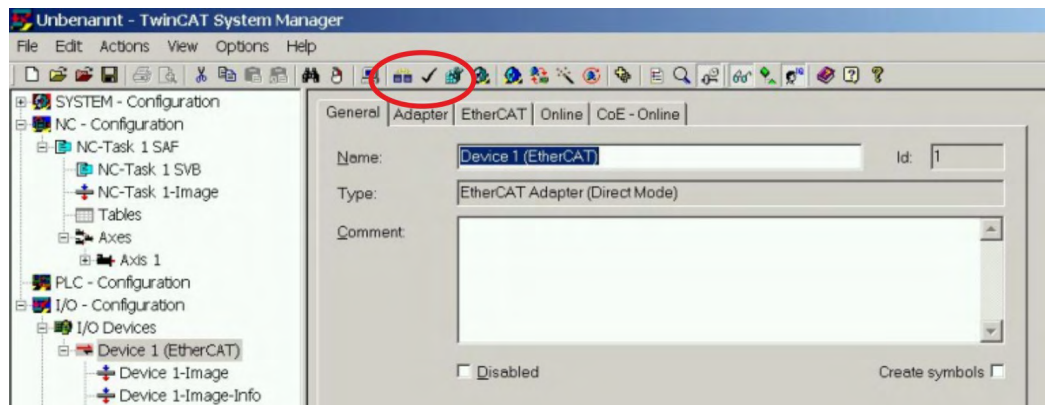 Unbenannt - TwinCAT System Manager
File Edit Actions View Options Help
SYSTEM - Configuration
NC - Configuration
NC-Task 1 SAF
NC-Task 1 SVB
NC-Task 1-Image
Tables
Axes
Axis 1
PLC - Configuration
I/O - Configuration
I/O Devices
Device 1 (EtherCAT)
Device 1-Image
Device 1-Image-Info
General Adapter EtherCAT Online CoE - Online
Name: Device 1 (EtherCAT) Id: 1
Type: EtherCAT Adapter (Direct Mode)
Comment:
Disabled Create symbols